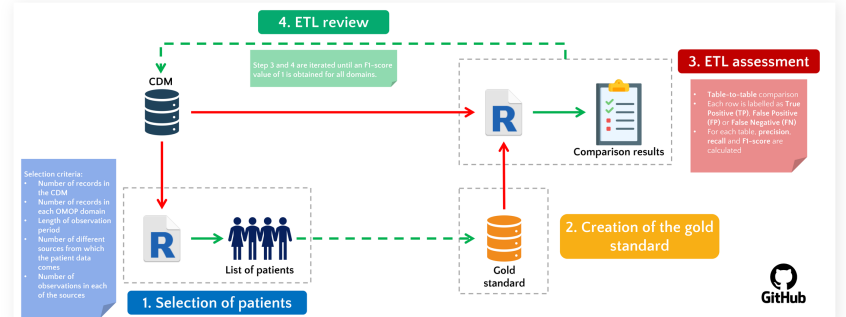 4. ETL review
Step 3 and 4 are iterated until an F1-score
value of 1 is obtained for all domains.
CDM
3. ETL assessment
• Table-to-table comparison
• Each row is labelled as True
Positive (TP), False Positive
(FP) or False Negative (FN)
• For each table, precision,
recall and F1-score are
calculated
R
Comparison results
Selection criteria:
• Number of records in
the CDM
• Number of records in
each OMOP domain
• Length of observation
period
• Number of different
sources from which
the patient data
comes
• Number of
observations in each
of the sources
R
List of patients
1. Selection of patients
Gold
standard
2. Creation of the gold
standard
GitHub